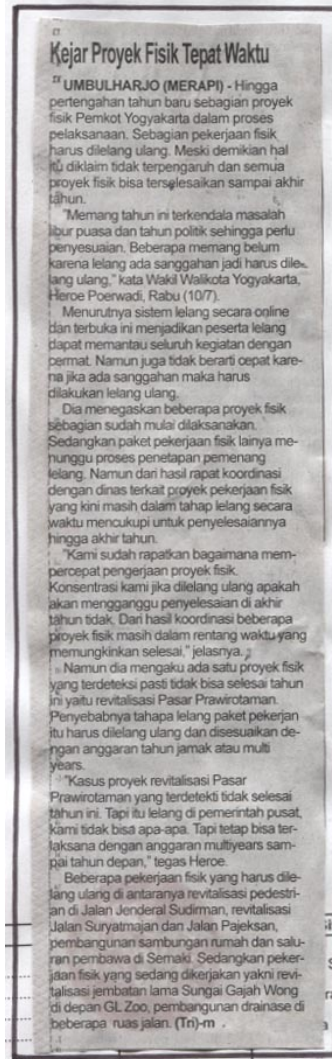 Kejar Proyek Fisik Tepat Waktu
UMBULHARJO (MERAPI) - Hingga
pertengahan tahun baru sebagian proyek
fisik Pemkot Yogyakarta dalam proses
pelaksanaan. Sebagian pekerjaan fisik
harus dilelang ulang. Meski demikian hal
itu diklaim tidak terpengaruh dan semua
proyek fisik bisa terselesaikan sampai akhir
tahun.
"Memang tahun ini terkendala masalah
libur puasa dan tahun politik sehingga perlu
penyesuaian. Beberapa memang belum
karena lelang ada sanggahan jadi harus dile-
lang ulang," kata Wakil Walikota Yogyakarta,
Heroe Poerwadi, Rabu (10/7).
Menurutnya sistem lelang secara online
dan terbuka ini menjadikan peserta lelang
dapat memantau seluruh kegiatan dengan
cermat. Namun juga tidak berarti cepat kare-
na jika ada sanggahan maka harus
dilakukan lelang ulang.
Dia menegaskan beberapa proyek fisik
sebagian sudah mulai dilaksanakan.
Sedangkan paket pekerjaan fisik lainya me-
nunggu proses penetapan pemenang
lelang. Namun dari hasil rapat koordinasi
dengan dinas terkait proyek pekerjaan fisik
yang kini masih dalam tahap lelang secara
waktu mencukupi untuk penyelesaiannya
hingga akhir tahun.
"Kami sudah rapatkan bagaimana mem-
percepat pengerjaan proyek fisik.
Konsentrasi kami jika dilelang ulang apakah
akan mengganggu penyelesaian di akhir
tahun tidak. Dari hasil koordinasi beberapa
proyek fisik masih dalam rentang waktu yang
memungkinkan selesai," jelasnya.
Namun dia mengaku ada satu proyek fisik
yang terdeteksi pasti tidak bisa selesai tahun
ini yaitu revitalisasi Pasar Prawirotaman.
Penyebabnya tahapa lelang paket pekerjan
itu harus dilelang ulang dan disesuaikan de-
ngan anggaran tahun jamak atau multi
years.
"Kasus proyek revitalisasi Pasar
Prawirotaman yang terdetekti tidak selesai
tahun ini. Tapi itu lelang di pemerintah pusat,
kami tidak bisa apa-apa. Tapi tetap bisa ter-
laksana dengan anggaran multiyears sam-
pai tahun depan," tegas Heroe.
Beberapa pekerjaan fisik yang harus dile-
lang ulang di antaranya revitalisasi pedestri-
an di Jalan Jenderal Sudirman, revitalisasi
Jalan Suryatmajan dan Jalan Pajeksan,
pembangunan sambungan rumah dan salu-
ran pembawa di Semaki. Sedangkan peker-
jaan fisik yang sedang dikerjakan yakni revi-
talisasi jembatan lama Sungai Gajah Wong
di depan GL Zoo, pembangunan drainase di
beberapa ruas jalan. (Tri)-m